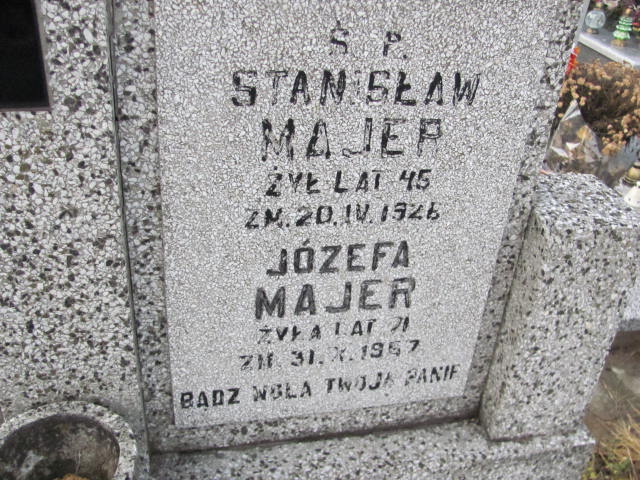 Ś P.
STANISŁAW
MAJER
ŻYŁ LAT 45
ZM. 20.IV.1926
JÓZEFA
MAJER
ŻYŁA LAT 71
ZM. 31.X.1957
BĄDZ WOLA TWOJA PANIE